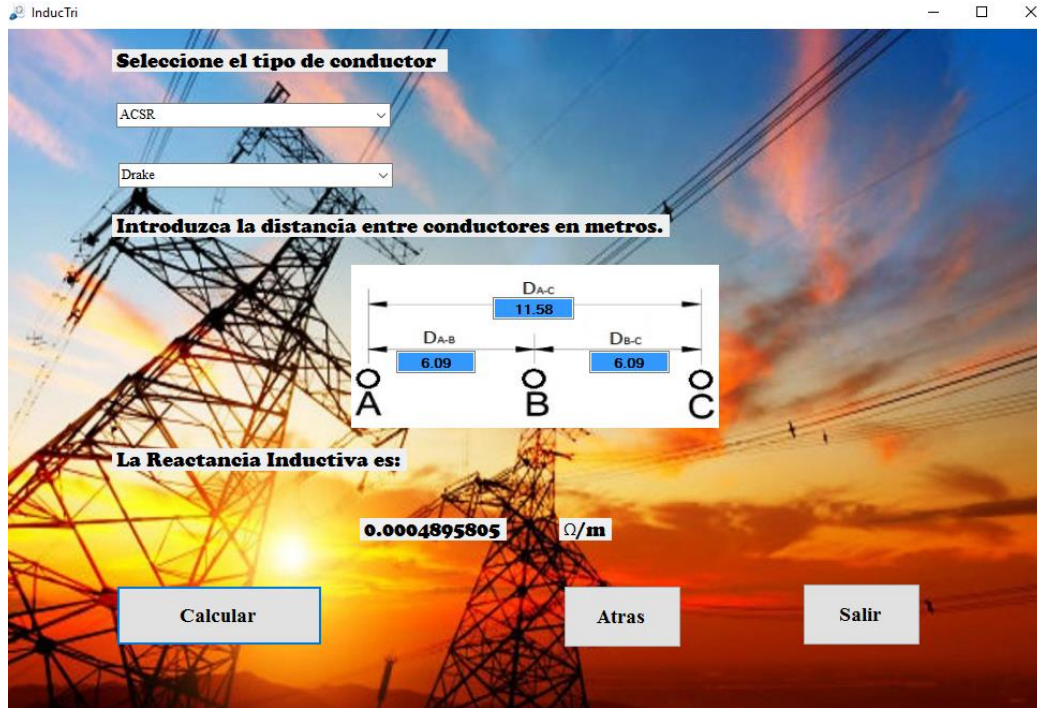 InducTri
Seleccione el tipo de conductor
ACSR
Drake
Introduzca la distancia entre conductores en metros.
DA-C
11.58
DA-B
DB-C
6.09
6.09
A
B
C
La Reactancia Inductiva es:
0.0004895805
Ω/m
Calcular
Atras
Salir